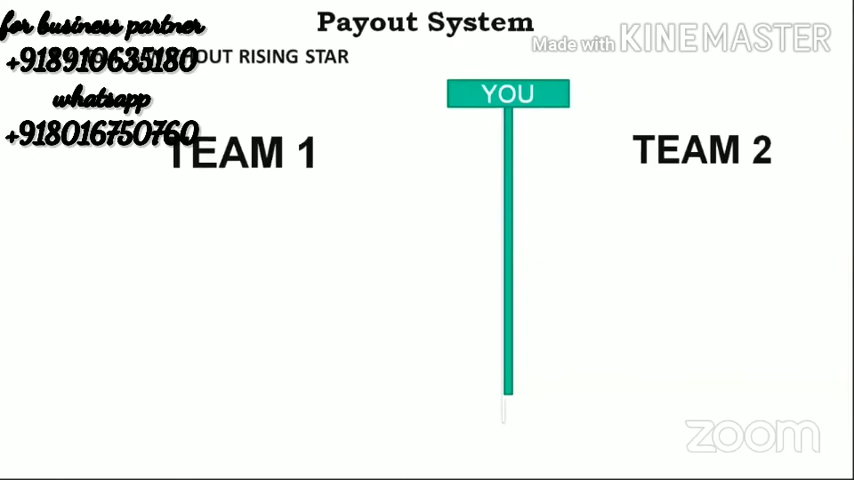 Payout System
for business partner
Made with KINEMASTER
+918910635180
OUT RISING STAR
whatsapp
YOU
+918016750760
TEAM 1
TEAM 2
zoom